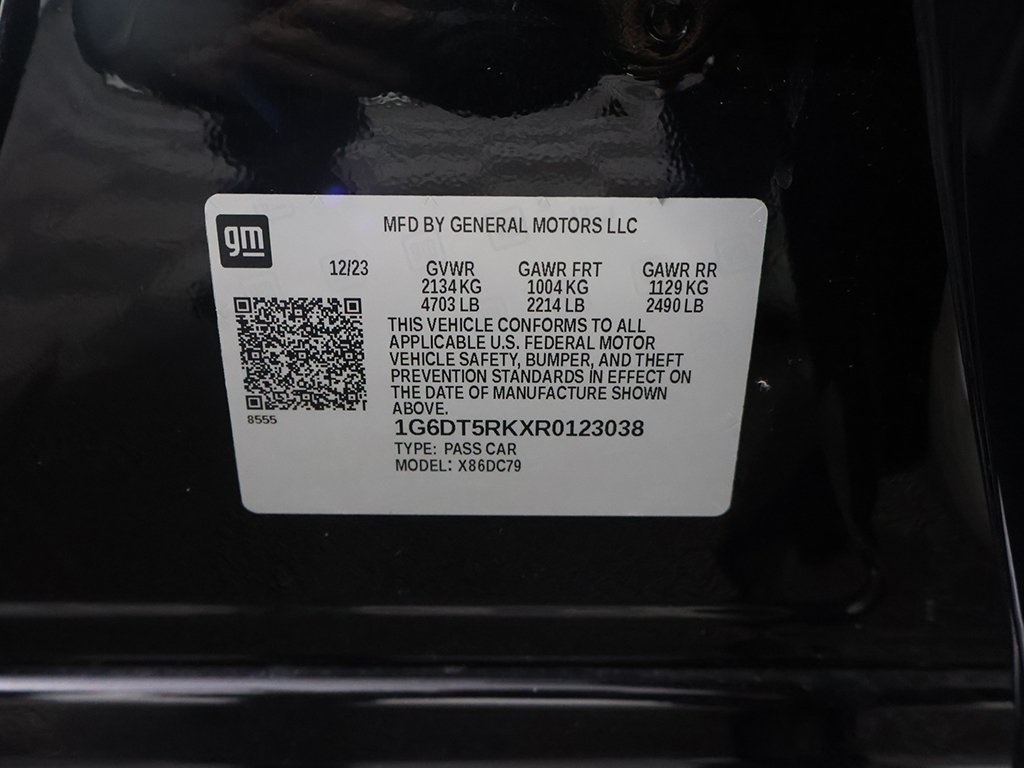 gm
MFD BY GENERAL MOTORS LLC
12/23 GVWR GAWR FRT GAWR RR
2134 KG 1004 KG 1129 KG
4703 LB 2214 LB 2490 LB
THIS VEHICLE CONFORMS TO ALL
APPLICABLE U.S. FEDERAL MOTOR
VEHICLE SAFETY, BUMPER, AND THEFT
PREVENTION STANDARDS IN EFFECT ON
THE DATE OF MANUFACTURE SHOWN
ABOVE.
8555
1G6DT5RKXR0123038
TYPE: PASS CAR
MODEL: X86DC79